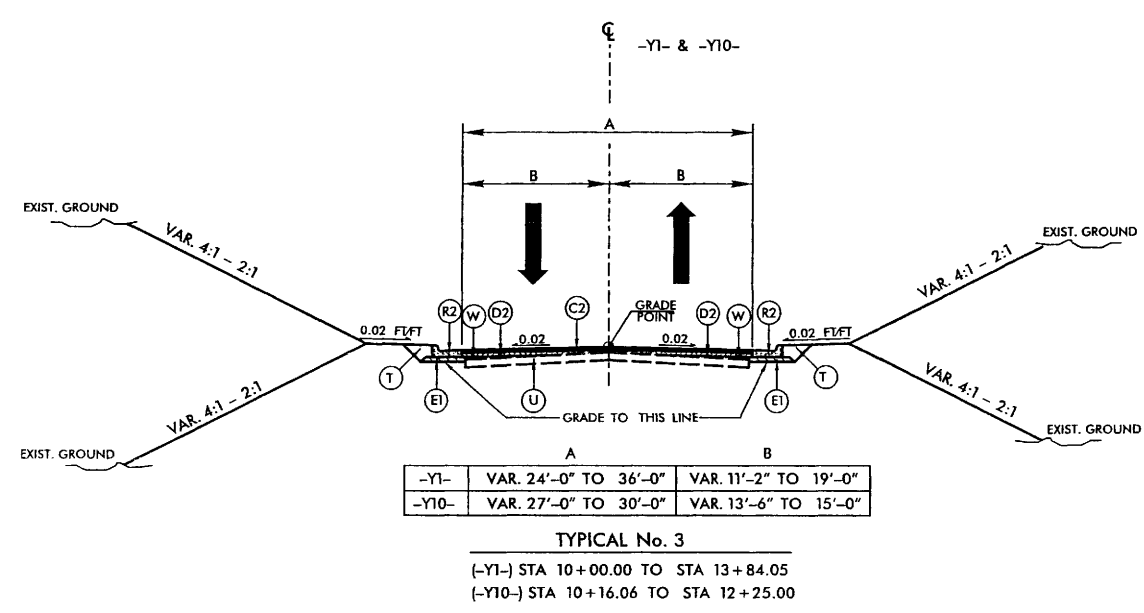 ℄
-Y1- & -Y10-
A
B B
EXIST. GROUND
VAR. 4:1 - 2:1
EXIST. GROUND
VAR. 4:1 - 2:1
R2 W D2 C2 GRADE POINT D2 W R2
0.02 FT/FT 0.02 0.02 0.02 FT/FT
T E1 U E1 T
GRADE TO THIS LINE
VAR. 4:1 - 2:1
EXIST. GROUND
VAR. 4:1 - 2:1
EXIST. GROUND
A B
-Y1- VAR. 24'-0" TO 36'-0" VAR. 11'-2" TO 19'-0"
-Y10- VAR. 27'-0" TO 30'-0" VAR. 13'-6" TO 15'-0"
TYPICAL No. 3
(-Y1-) STA 10+00.00 TO STA 13+84.05
(-Y10-) STA 10+16.06 TO STA 12+25.00